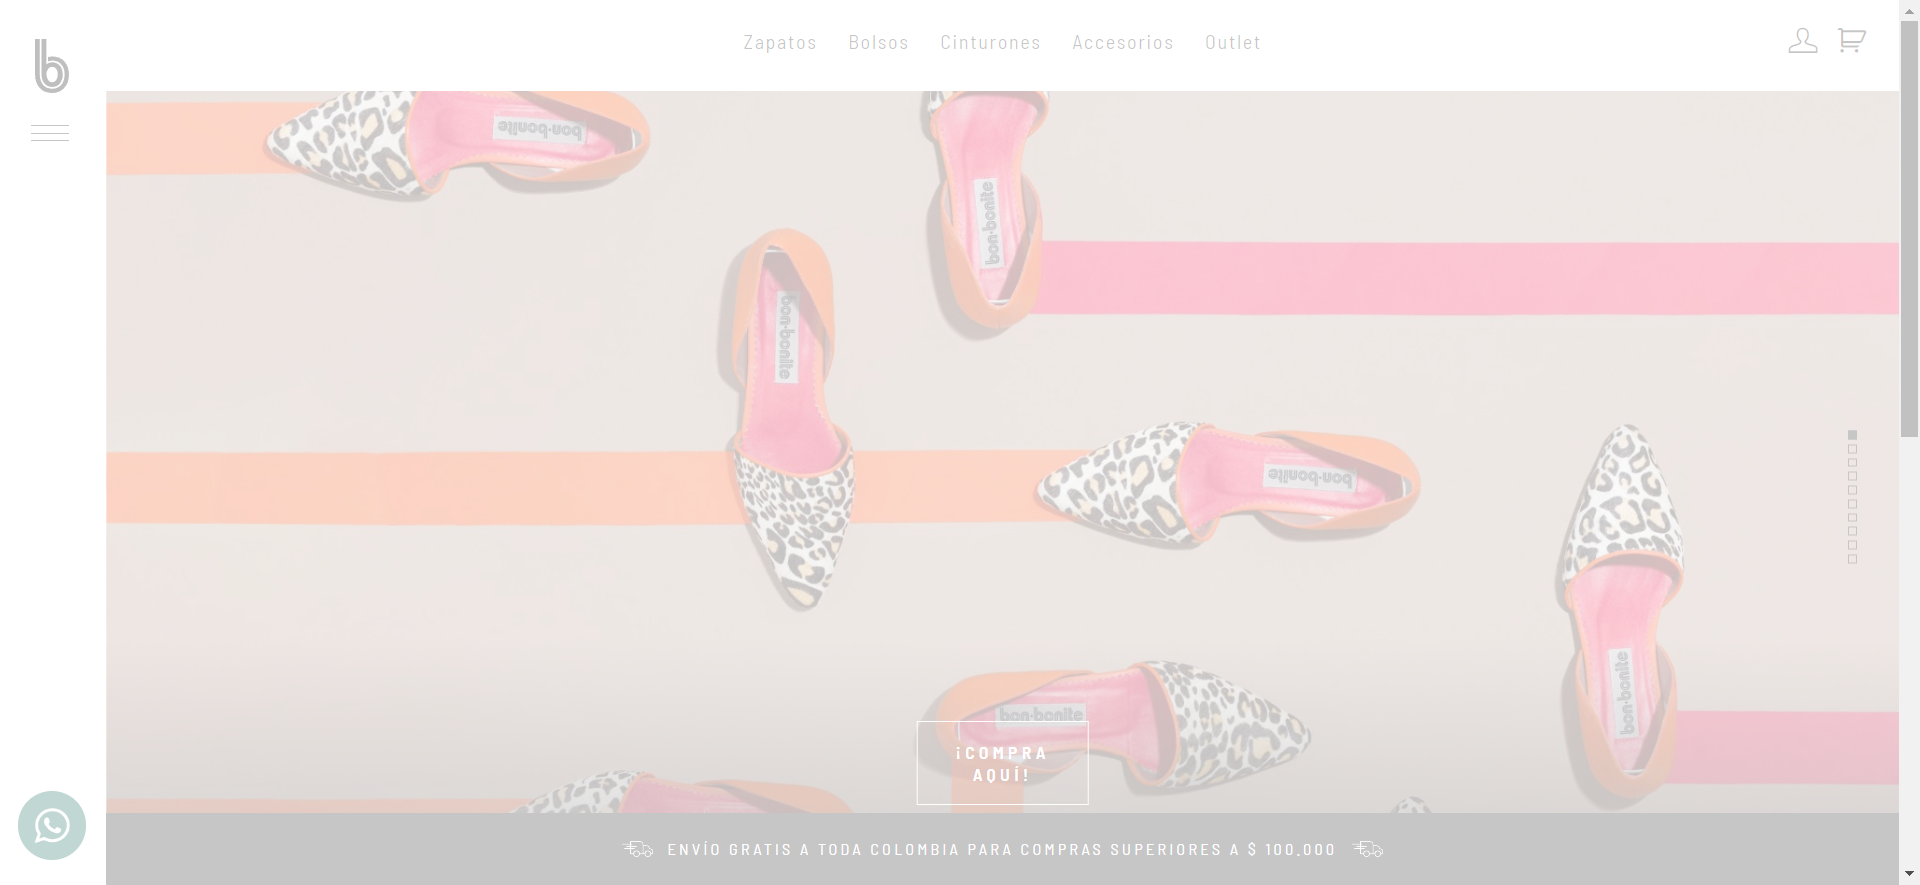 b
Zapatos Bolsos Cinturones Accesorios Outlet
bon-bonite
bon-bonite
bon-bonite
bon-bonite
bon-bonite
bon-bonite
¡COMPRA
AQUÍ!
ENVÍO GRATIS A TODA COLOMBIA PARA COMPRAS SUPERIORES A $ 100.000